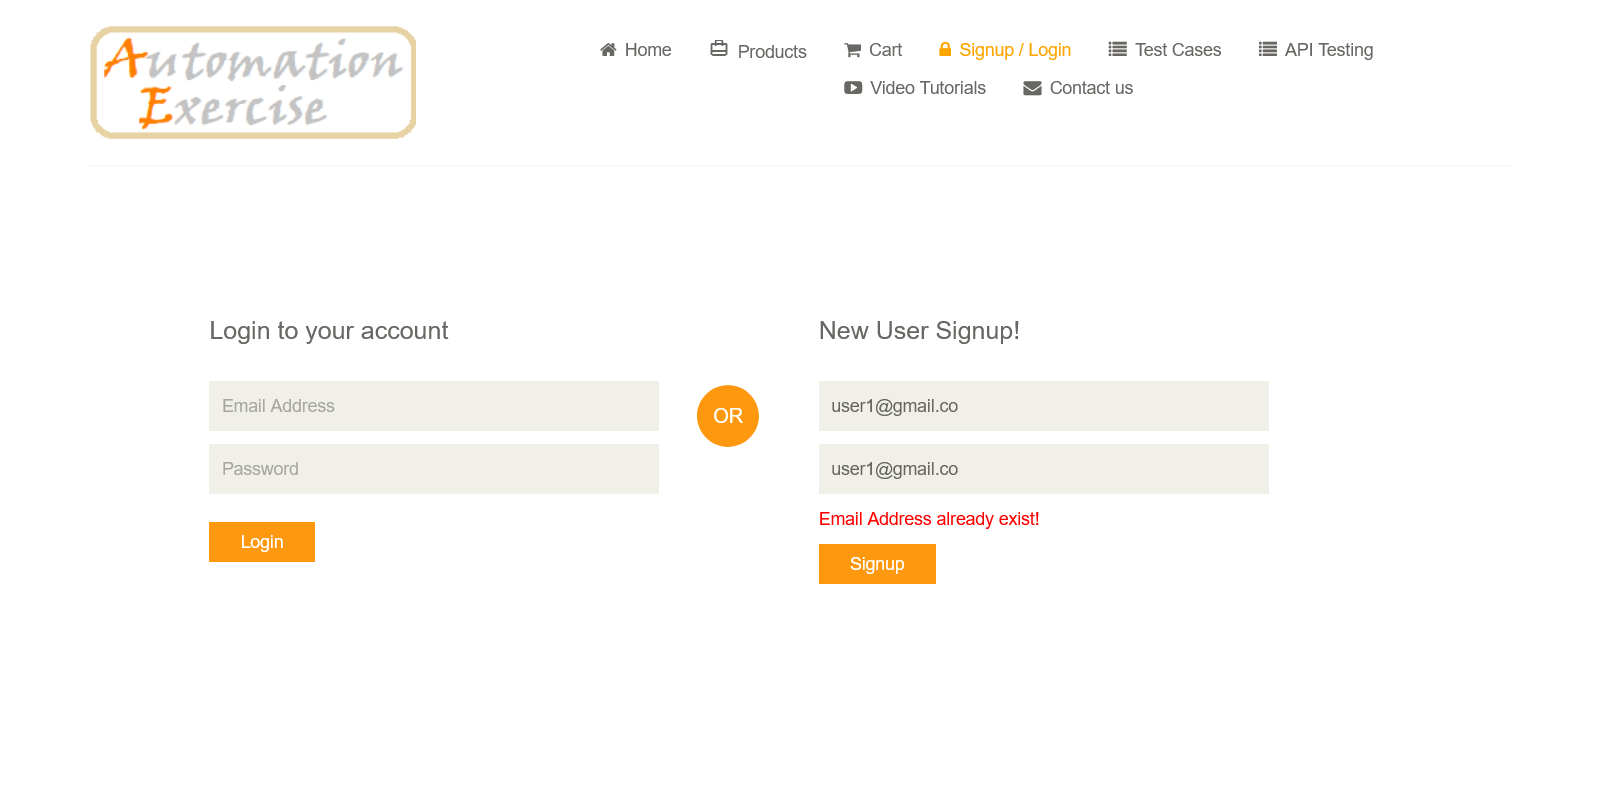 Automation
Exercise
Home Products Cart Signup / Login Test Cases API Testing
Video Tutorials Contact us
Login to your account
Email Address
Password
Login
OR
New User Signup!
user1@gmail.co
user1@gmail.co
Email Address already exist!
Signup